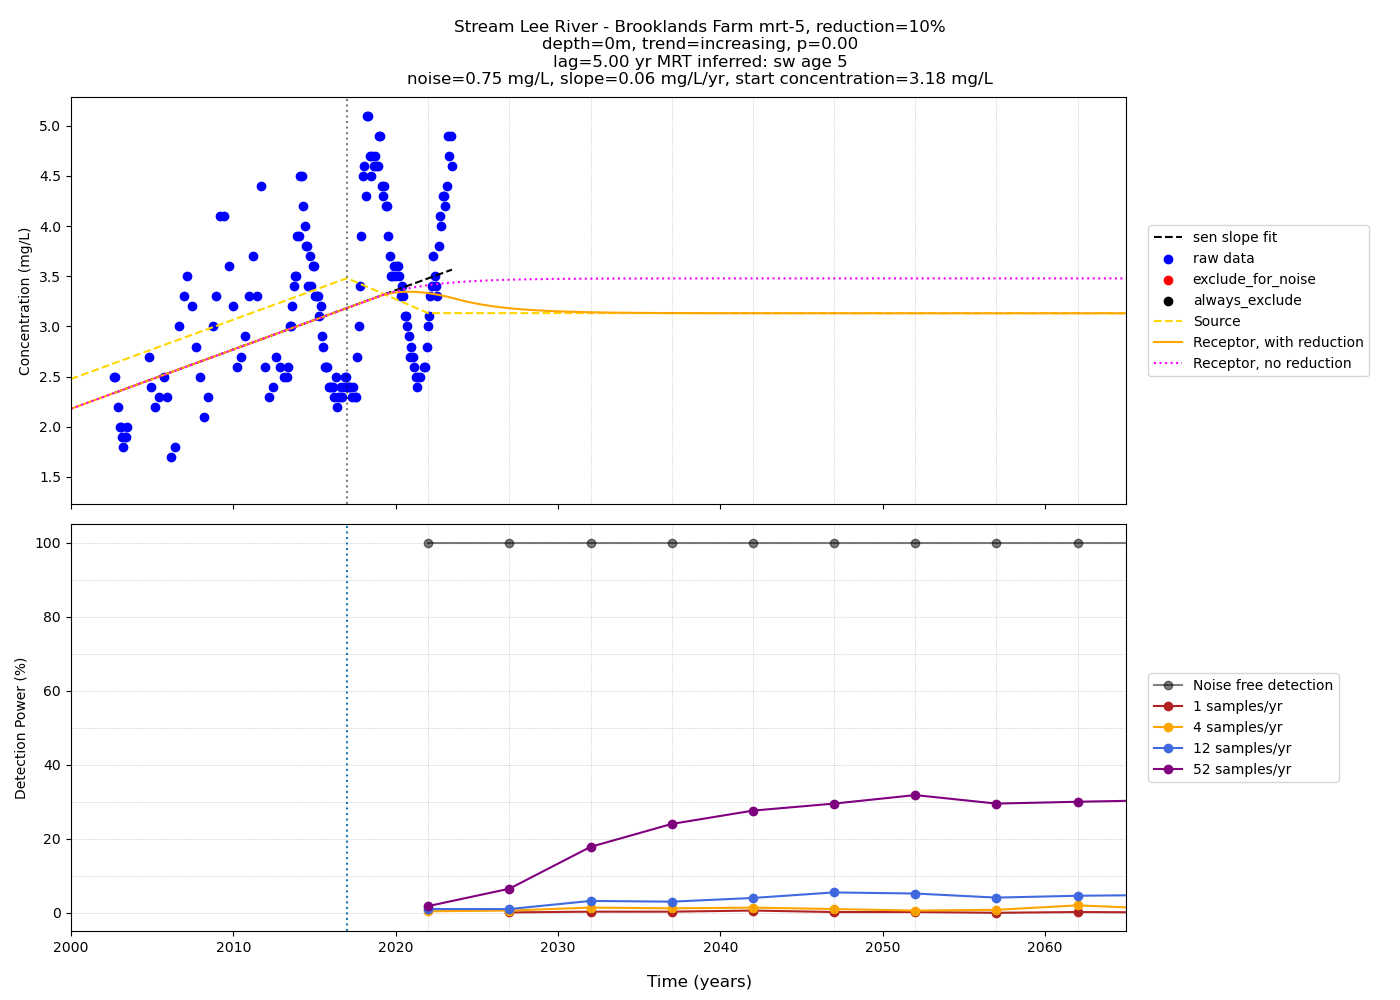 Stream Lee River - Brooklands Farm mrt-5, reduction=10%
depth=0m, trend=increasing, p=0.00
lag=5.00 yr MRT inferred: sw age 5
noise=0.75 mg/L, slope=0.06 mg/L/yr, start concentration=3.18 mg/L
Concentration (mg/L)
5.0
4.5
4.0
3.5
3.0
2.5
2.0
1.5
sen slope fit
raw data
exclude_for_noise
always_exclude
Source
Receptor, with reduction
Receptor, no reduction
Detection Power (%)
100
80
60
40
20
0
Noise free detection
1 samples/yr
4 samples/yr
12 samples/yr
52 samples/yr
2000 2010 2020 2030 2040 2050 2060
Time (years)